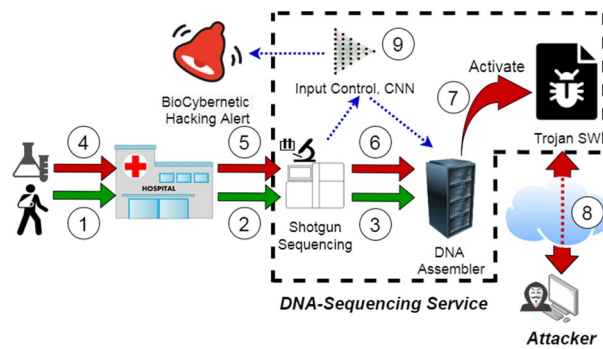 9
Activate
BioCybernetic
Hacking Alert
Input Control, CNN
7
Trojan SW
4
5
6
HOSPITAL
1
2
Shotgun
Sequencing
3
DNA
Assembler
8
DNA-Sequencing Service
Attacker